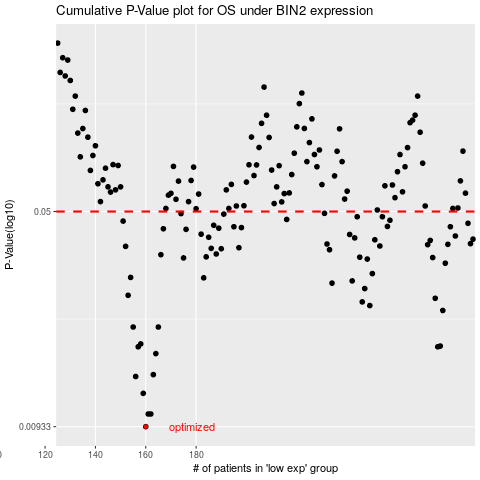 Cumulative P-Value plot for OS under BIN2 expression
P-Value(log10)
0.05
0.00933
optimized
0 120 140 160 180
# of patients in 'low exp' group